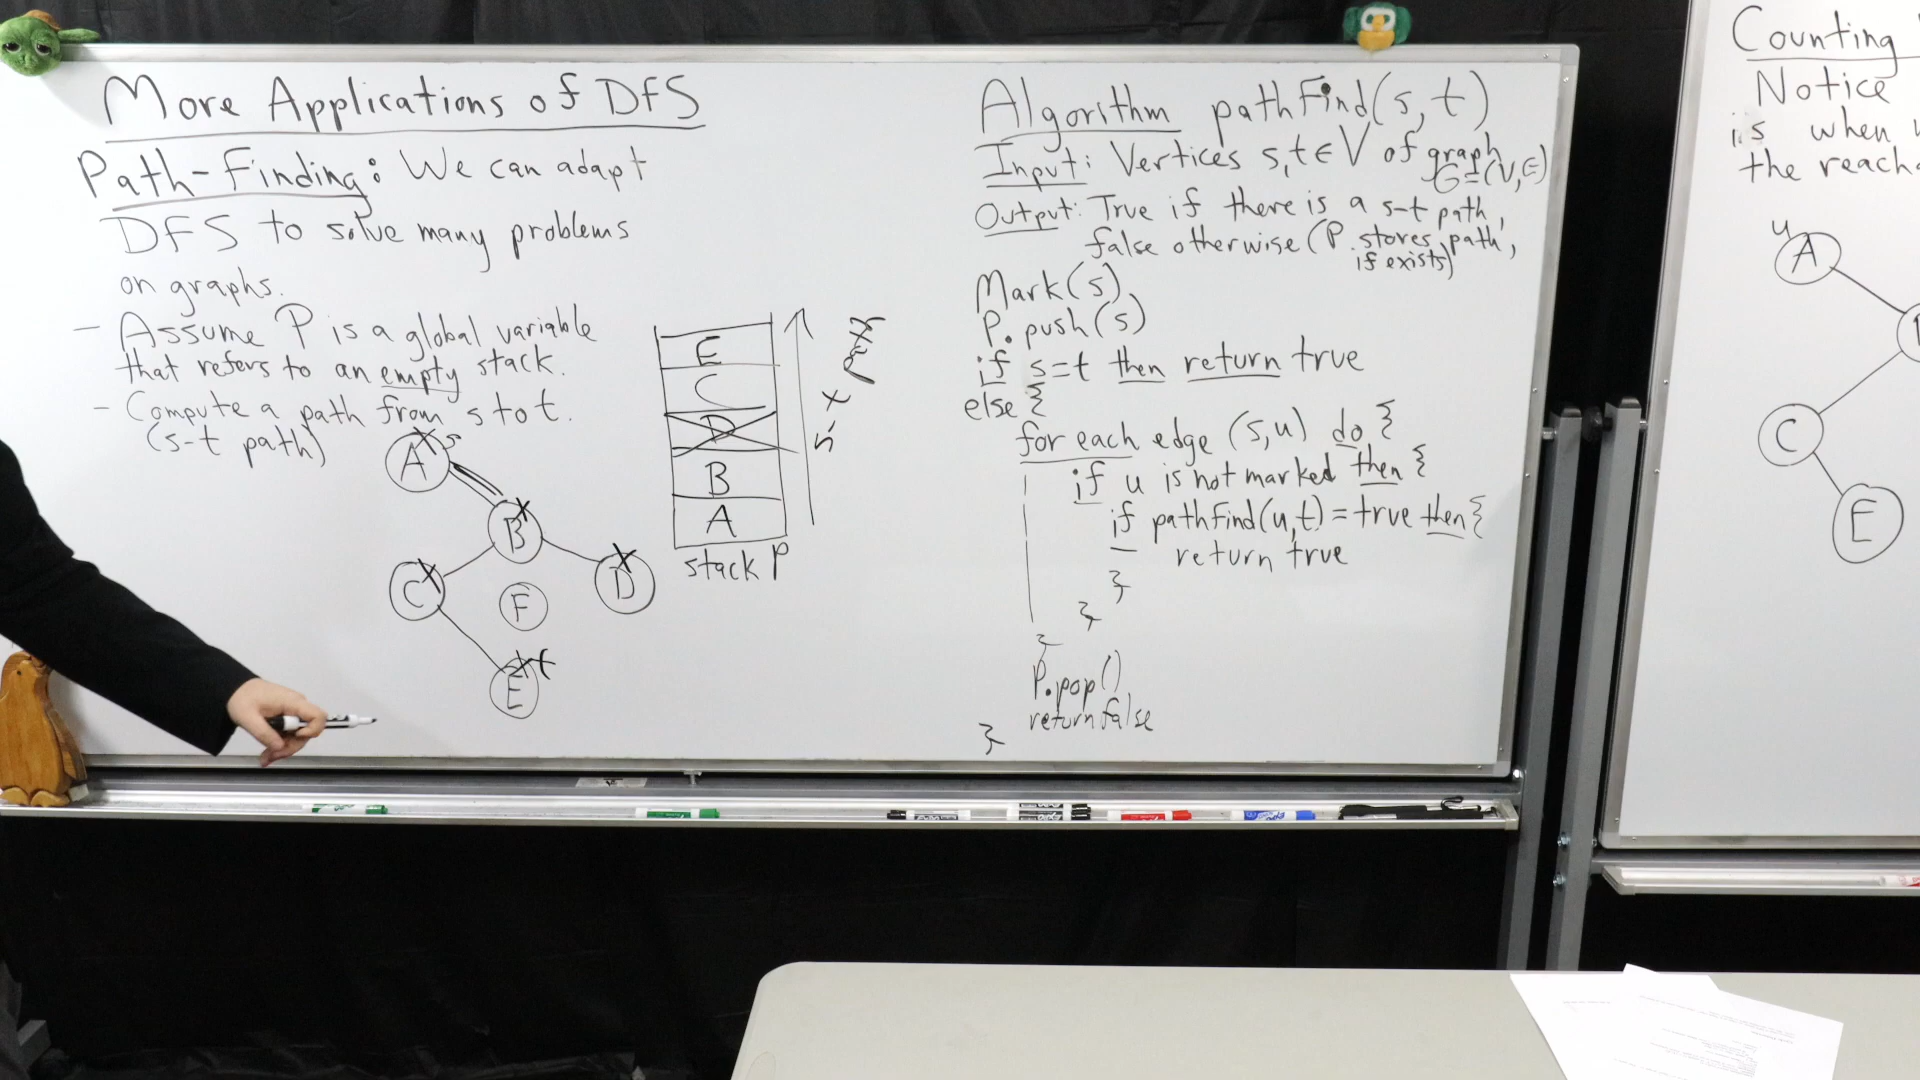 More Applications of DFS
Path-Finding: We can adapt
DFS to solve many problems
on graphs.
- Assume P is a global variable
that refers to an empty stack.
- Compute a path from s to t.
(s-t path)
A s
B
C
F
D
E t
E
C
D
B
A
stack P
s-t path
Algorithm pathFind(s,t)
Input: Vertices s,t∈V of graph
G=(V,E)
Output: True if there is a s-t path,
false otherwise (P stores path,
if exists)
Mark(s)
P.push(s)
if s=t then return true
else {
for each edge (s,u) do {
if u is not marked then {
if pathfind(u,t)=true then {
return true
}
}
}
P.pop()
return false
}
Counting
Notice
is when
the reach
u
A
C
E